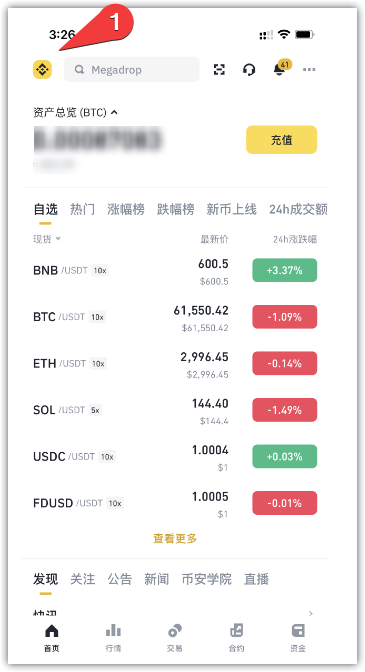 1
3:26
Megadrop
41
资产总览 (BTC)
充值
自选 热门 涨幅榜 跌幅榜 新币上线 24h成交额
现货 最新价 24h涨跌幅
BNB /USDT 10x 600.5 +3.37%
$600.5
BTC /USDT 10x 61,550.42 -1.09%
$61,550.42
ETH /USDT 10x 2,996.45 -0.14%
$2,996.45
SOL /USDT 5x 144.40 -1.49%
$144.4
USDC /USDT 10x 1.0004 +0.03%
$1
FDUSD /USDT 10x 1.0005 -0.01%
$1
查看更多
发现 关注 公告 新闻 币安学院 直播
快讯
首页 行情 交易 合约 资金